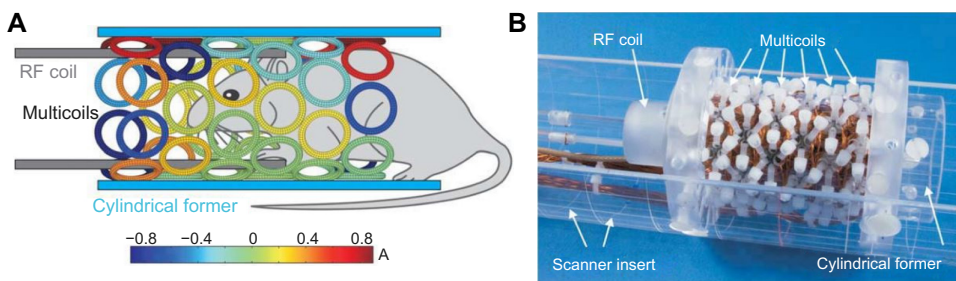 A
RF coil
Multicoils
Cylindrical former
−0.8 −0.4 0 0.4 0.8
A
B
RF coil
Multicoils
Scanner insert
Cylindrical former